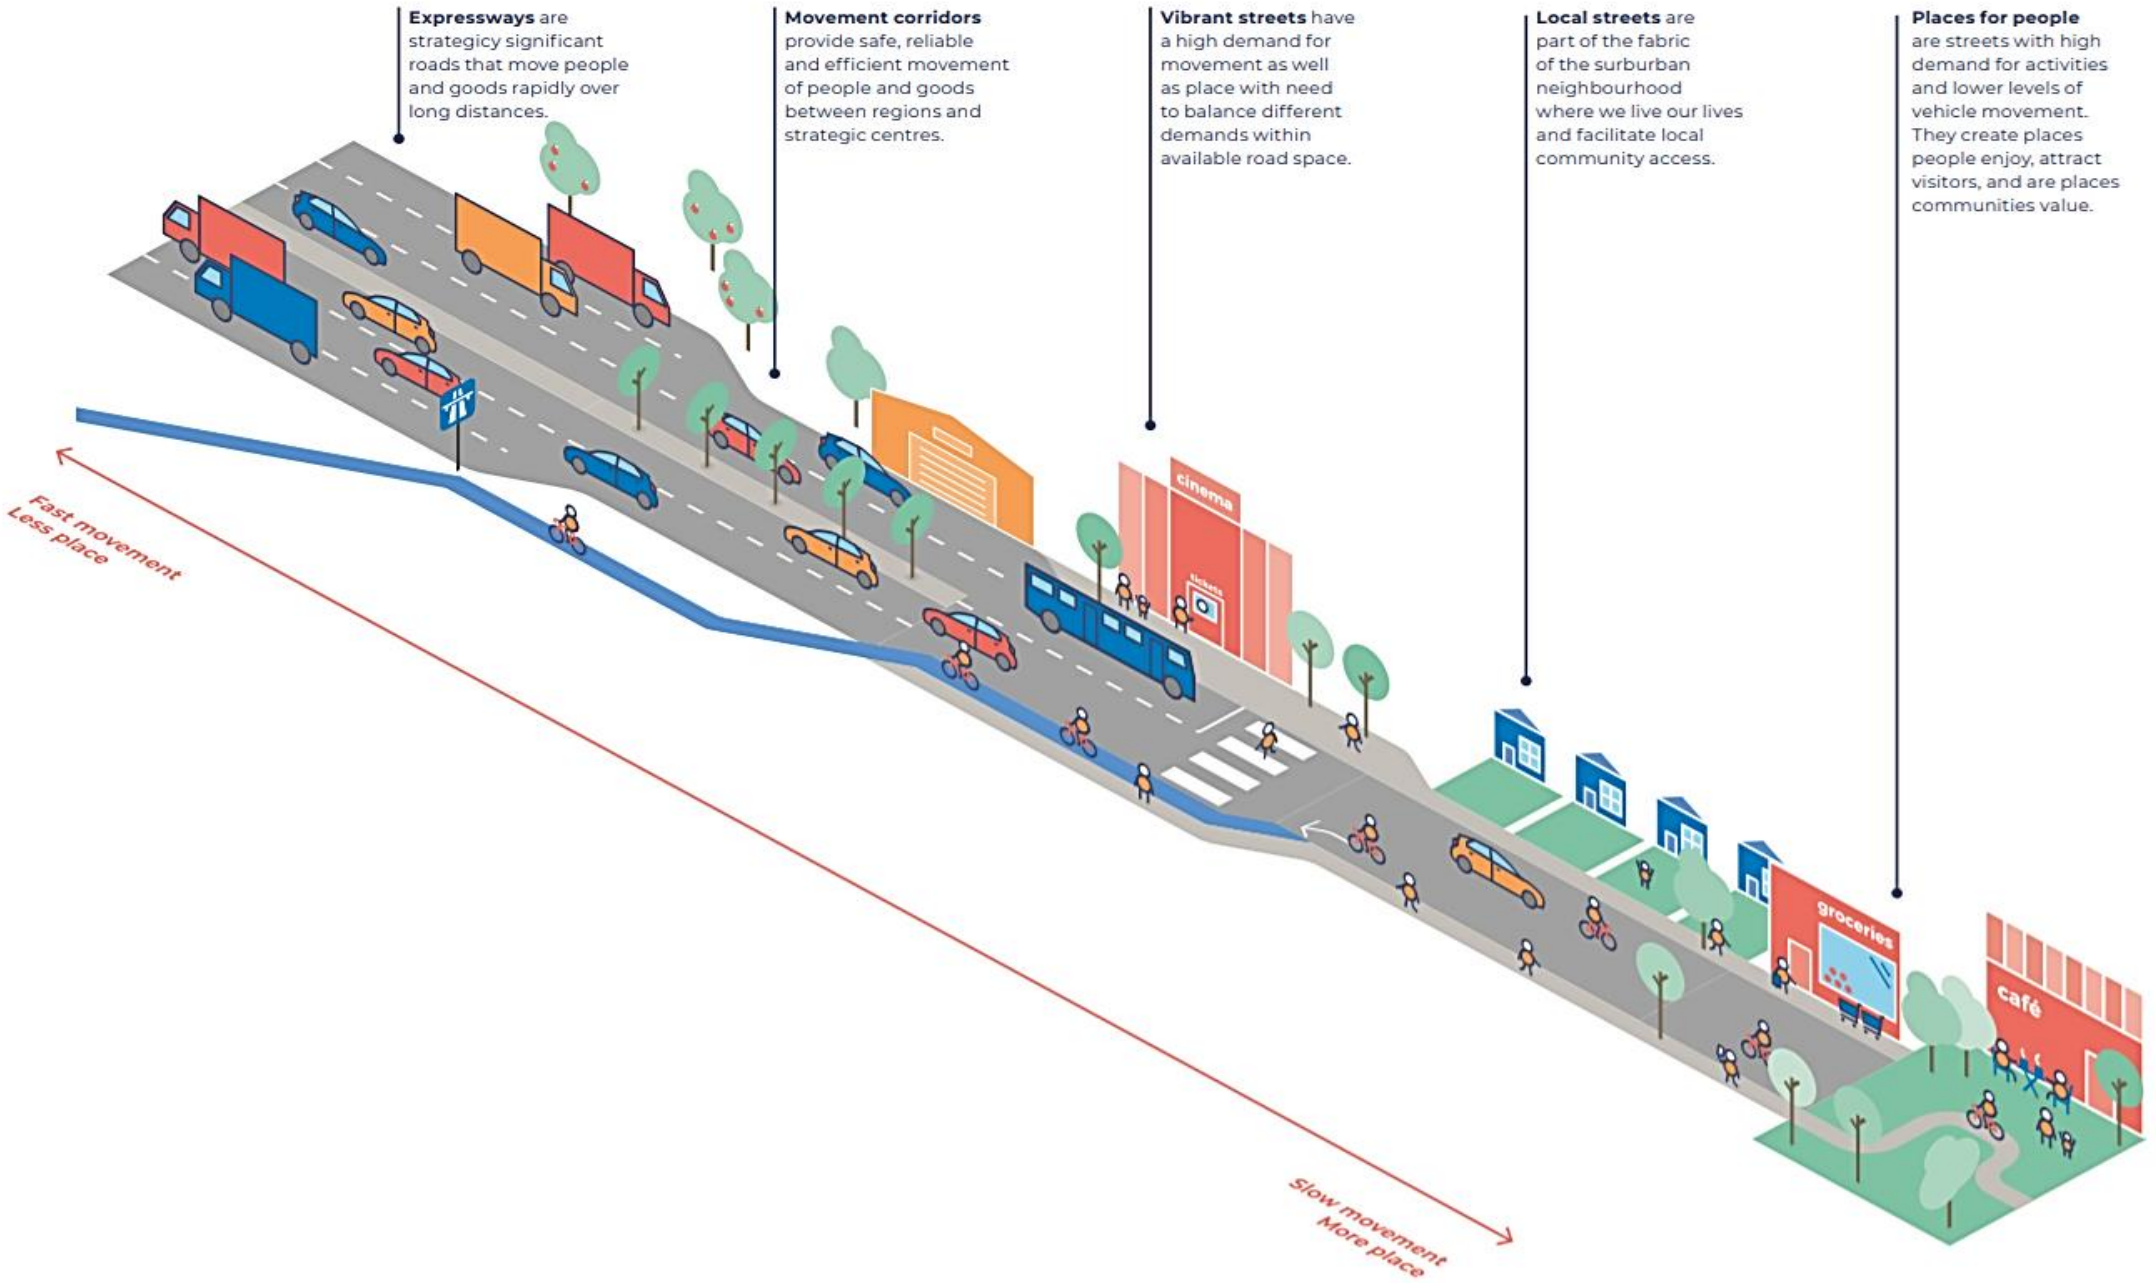 Expressways are
strategicy significant
roads that move people
and goods rapidly over
long distances.
Movement corridors
provide safe, reliable
and efficient movement
of people and goods
between regions and
strategic centres.
Vibrant streets have
a high demand for
movement as well
as place with need
to balance different
demands within
available road space.
Local streets are
part of the fabric
of the surburban
neighbourhood
where we live our lives
and facilitate local
community access.
Places for people
are streets with high
demand for activities
and lower levels of
vehicle movement.
They create places
people enjoy, attract
visitors, and are places
communities value.
cinema
tickets
groceries
café
Fast movement
Less place
Slow movement
More place